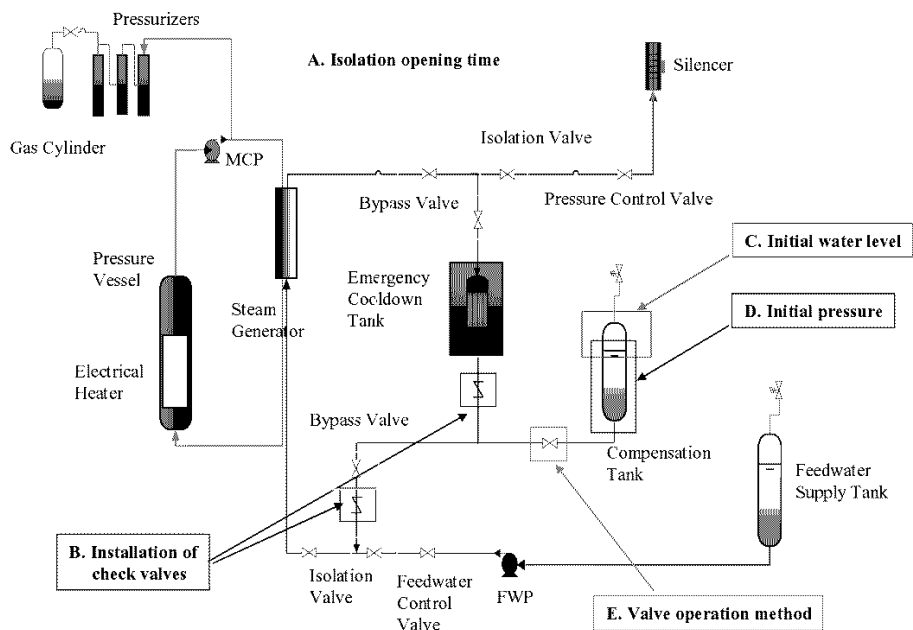 Pressurizers
A. Isolation opening time
Silencer
Gas Cylinder
MCP
Isolation Valve
Bypass Valve
Pressure Control Valve
C. Initial water level
Pressure
Vessel
Emergency
Cooldown
Tank
Steam
Generator
D. Initial pressure
Electrical
Heater
Bypass Valve
Compensation
Tank
Feedwater
Supply Tank
B. Installation of
check valves
Isolation
Valve
Feedwater
Control
Valve
FWP
E. Valve operation method